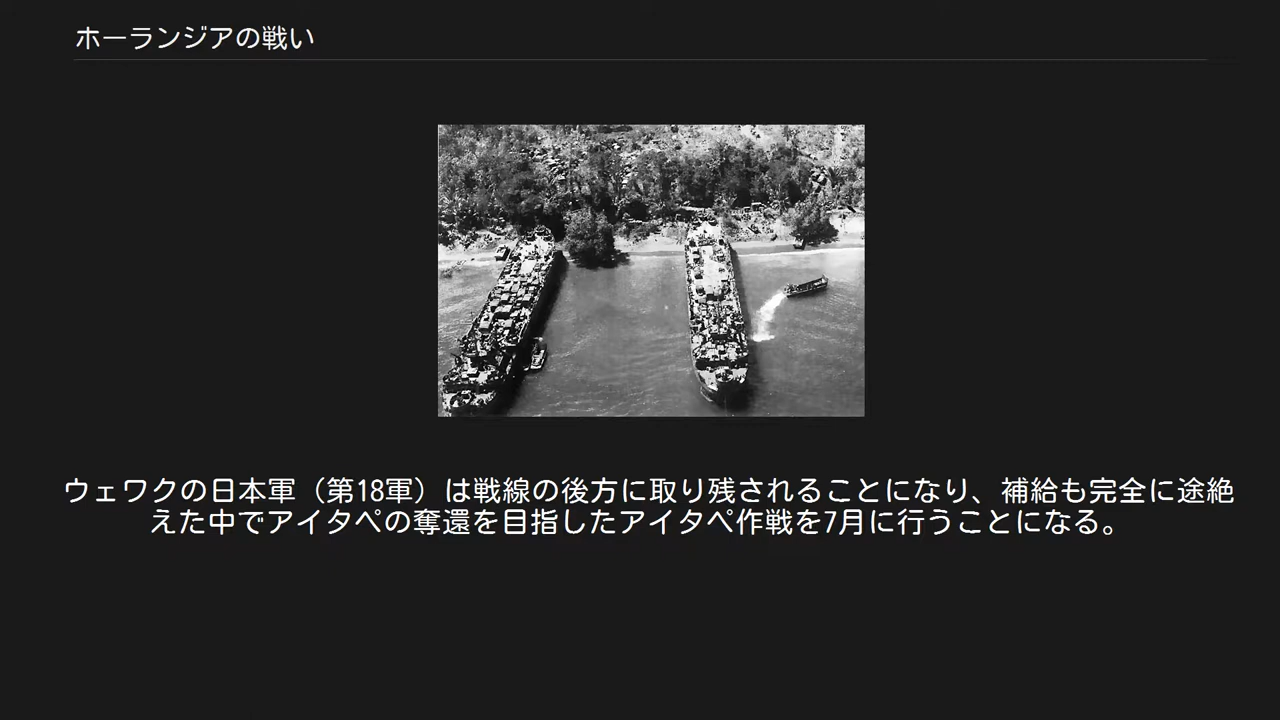 ホーランジアの戦い
ウェワクの日本軍（第18軍）は戦線の後方に取り残されることになり、補給も完全に途絶
えた中でアイタペの奪還を目指したアイタペ作戦を7月に行うことになる。